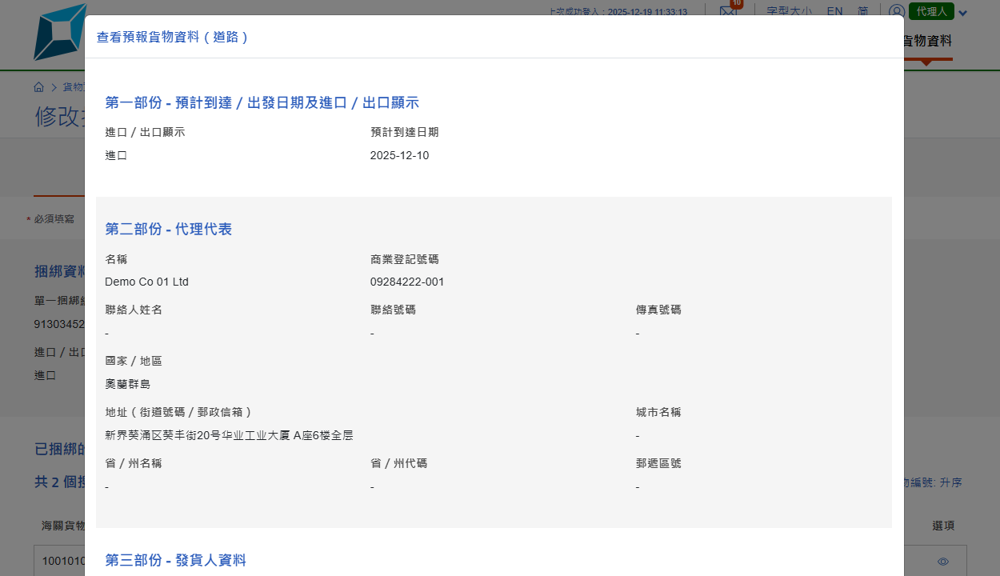 上次成功登入：2025-12-19 11:33:13
10
字型大小
EN
简
代理人
查看預報貨物資料 ( 道路 )
貨物資料
貨物
修改
第一部份 - 預計到達 / 出發日期及進口 / 出口顯示
進口 / 出口顯示 預計到達日期
進口 2025-12-10
* 必須填寫
第二部份 - 代理代表
名稱 商業登記號碼
Demo Co 01 Ltd 09284222-001
捆綁資料
單一捆綁
聯絡人姓名 聯絡號碼 傳真號碼
91303452
- - -
進口 / 出口
國家 / 地區
進口
奧蘭群島
地址 ( 街道號碼 / 郵政信箱 ) 城市名稱
新界葵涌区葵丰街20号华业工业大厦 A座6楼全层 -
已捆綁的
省 / 州名稱 省 / 州代碼 郵遞區號
共 2 個
物編號: 升序
- - -
海關貨物
選項
第三部份 - 發貨人資料
1001010